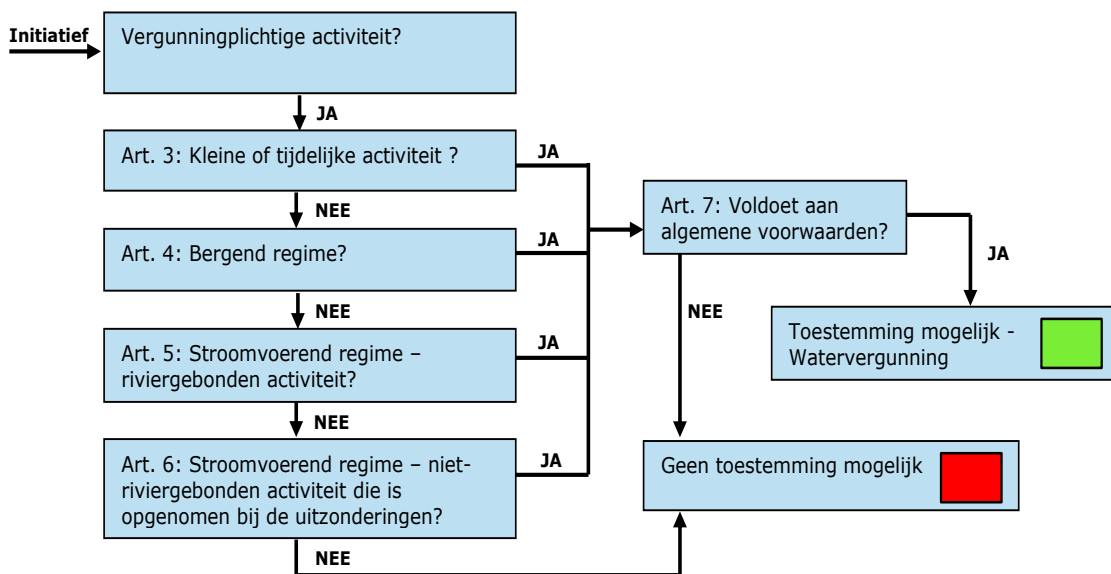 Initiatief
Vergunningplichtige activiteit?
JA
Art. 3: Kleine of tijdelijke activiteit ?
JA
NEE
Art. 4: Bergend regime?
JA
NEE
Art. 5: Stroomvoerend regime –
riviergebonden activiteit?
JA
NEE
Art. 6: Stroomvoerend regime – niet-
riviergebonden activiteit die is
opgenomen bij de uitzonderingen?
JA
NEE
Art. 7: Voldoet aan
algemene voorwaarden?
JA
NEE
Toestemming mogelijk -
Watervergunning
Geen toestemming mogelijk